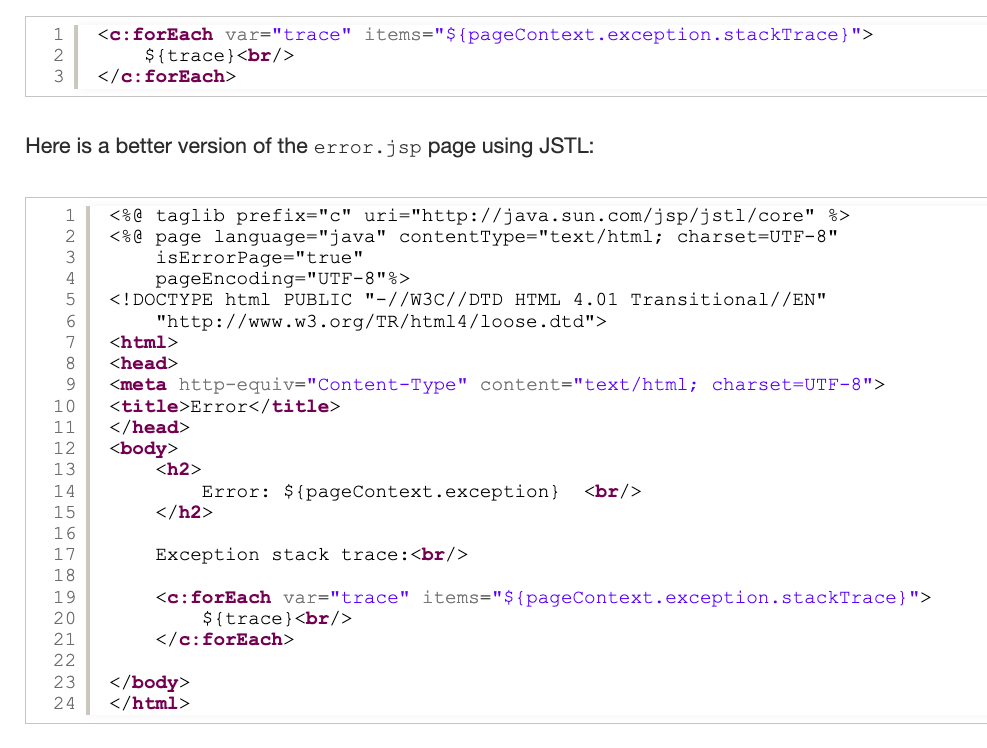 1 <c:forEach var="trace" items="${pageContext.exception.stackTrace}">
2 ${trace}<br/>
3 </c:forEach>
Here is a better version of the error.jsp page using JSTL:
1 <%@ taglib prefix="c" uri="http://java.sun.com/jsp/jstl/core" %>
2 <%@ page language="java" contentType="text/html; charset=UTF-8"
3 isErrorPage="true"
4 pageEncoding="UTF-8"%>
5 <!DOCTYPE html PUBLIC "-//W3C//DTD HTML 4.01 Transitional//EN"
6 "http://www.w3.org/TR/html4/loose.dtd">
7 <html>
8 <head>
9 <meta http-equiv="Content-Type" content="text/html; charset=UTF-8">
10 <title>Error</title>
11 </head>
12 <body>
13 <h2>
14 Error: ${pageContext.exception} <br/>
15 </h2>
16
17 Exception stack trace:<br/>
18
19 <c:forEach var="trace" items="${pageContext.exception.stackTrace}">
20 ${trace}<br/>
21 </c:forEach>
22
23 </body>
24 </html>